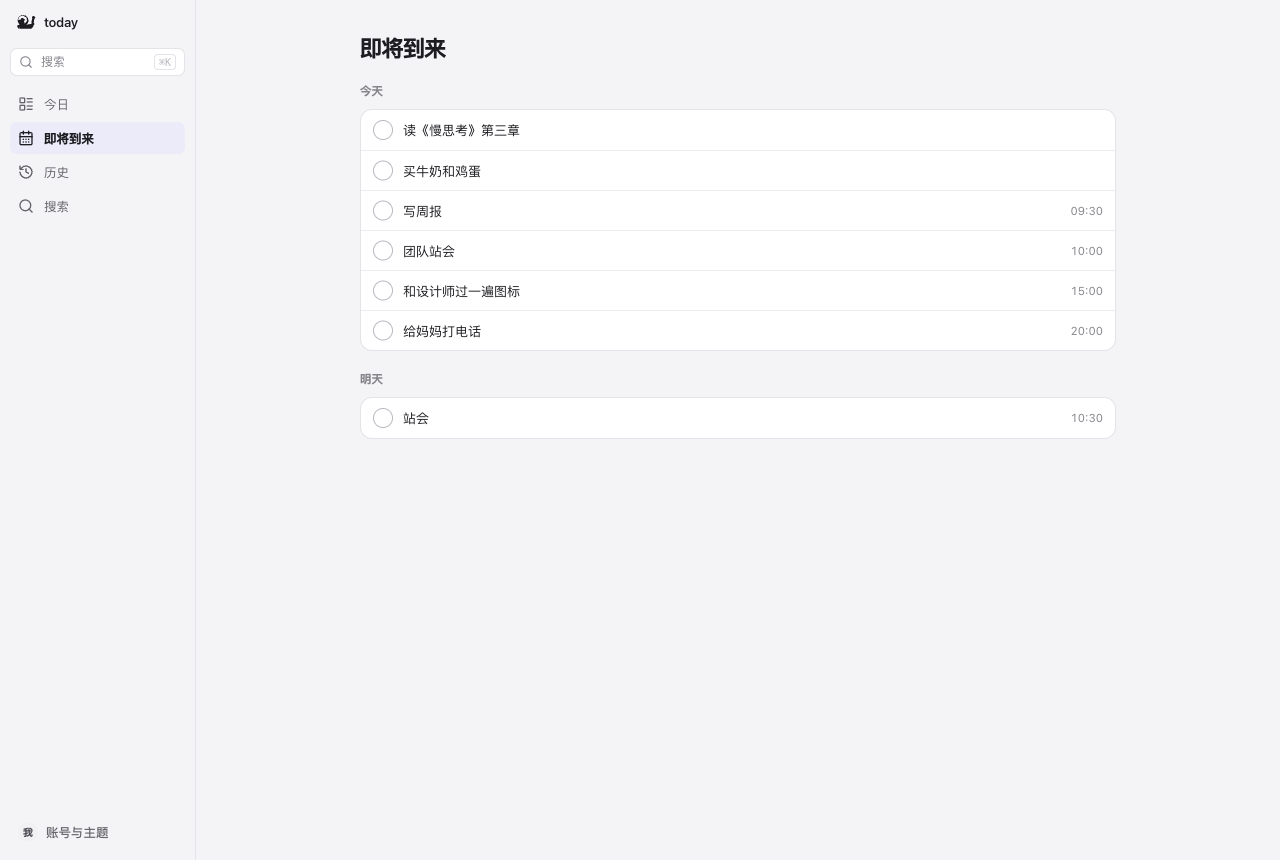 today
搜索 ⌘K
今日
即将到来
历史
搜索
我 账号与主题
即将到来
今天
读《慢思考》第三章
买牛奶和鸡蛋
写周报 09:30
团队站会 10:00
和设计师过一遍图标 15:00
给妈妈打电话 20:00
明天
站会 10:30